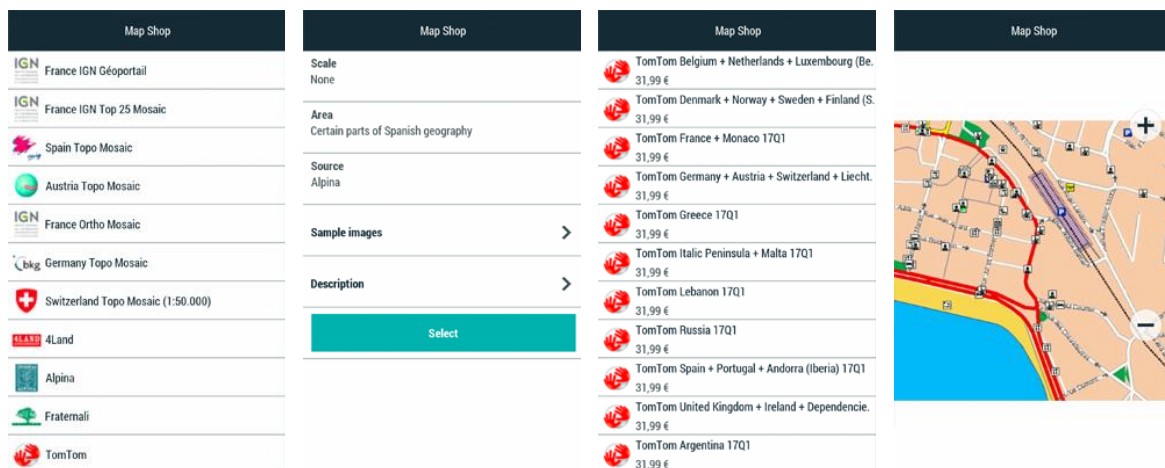 Map Shop
IGN
France IGN Géoportail
IGN
France IGN Top 25 Mosaic
Spain Topo Mosaic
Austria Topo Mosaic
IGN
France Ortho Mosaic
bkg
Germany Topo Mosaic
Switzerland Topo Mosaic (1:50.000)
4LAND
4Land
Alpina
Fraternali
TomTom
Map Shop
Scale
None
Area
Certain parts of Spanish geography
Source
Alpina
Sample images
Description
Select
Map Shop
TomTom Belgium + Netherlands + Luxembourg (Be.
31,99 €
TomTom Denmark + Norway + Sweden + Finland (S.
31,99 €
TomTom France + Monaco 17Q1
31,99 €
TomTom Germany + Austria + Switzerland + Liecht.
31,99 €
TomTom Greece 17Q1
31,99 €
TomTom Italic Peninsula + Malta 17Q1
31,99 €
TomTom Lebanon 17Q1
31,99 €
TomTom Russia 17Q1
31,99 €
TomTom Spain + Portugal + Andorra (Iberia) 17Q1
31,99 €
TomTom United Kingdom + Ireland + Dependencie.
31,99 €
TomTom Argentina 17Q1
31,99 €
Map Shop